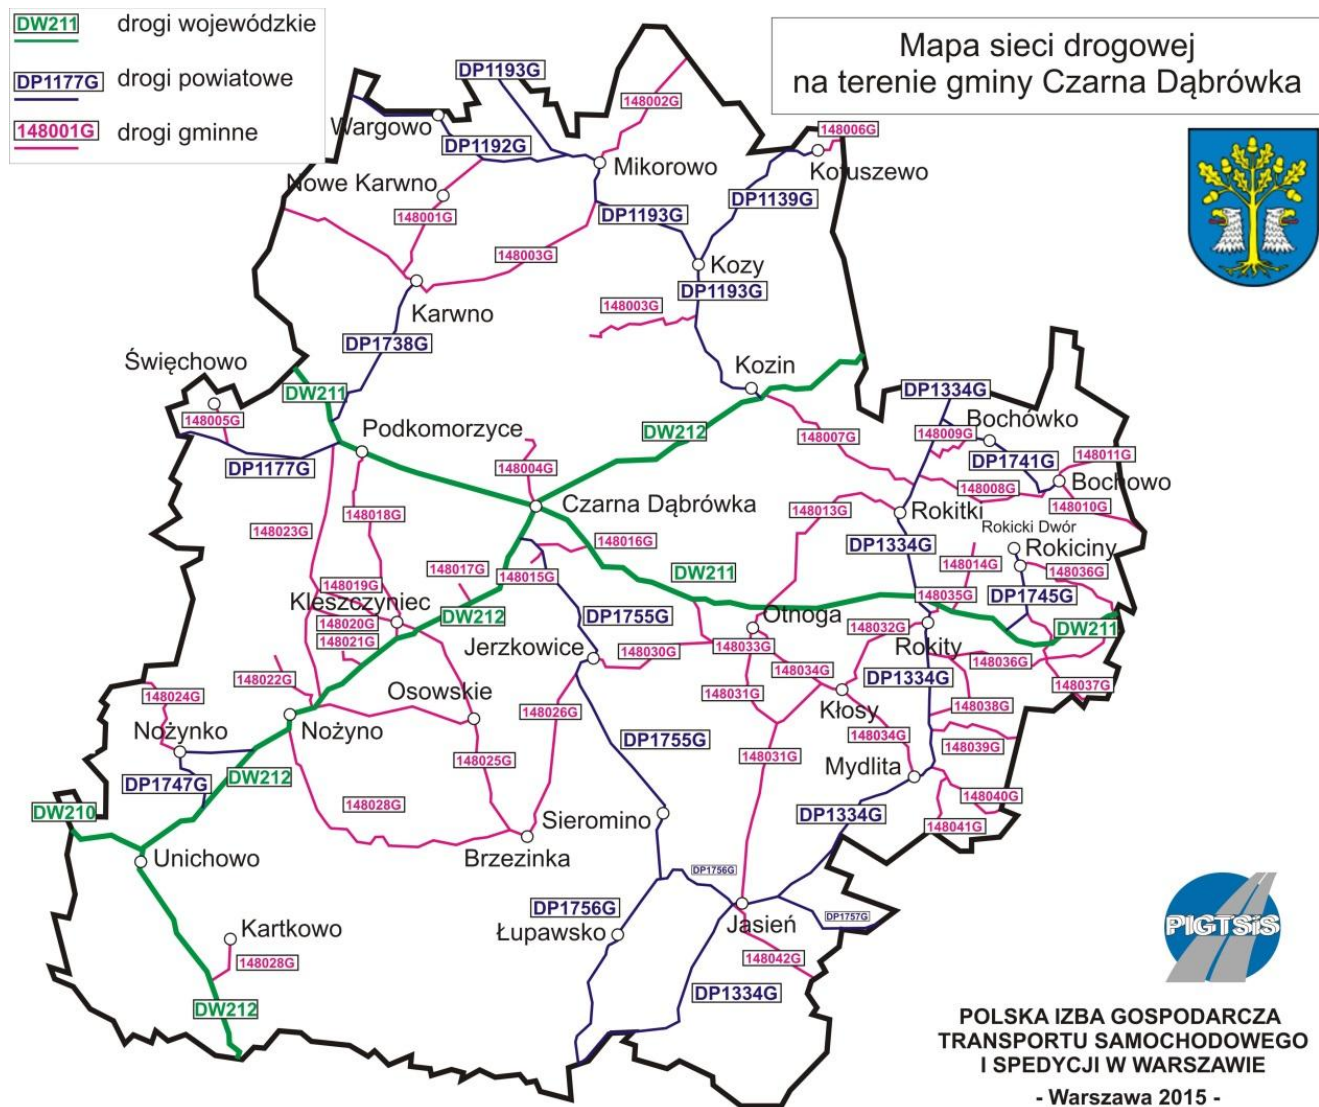 DW211 drogi wojewódzkie
DP1177G drogi powiatowe
148001G drogi gminne
Mapa sieci drogowej
na terenie gminy Czarna Dąbrówka
DP1193G
148002G
Wargowo
DP1192G
148006G
Mikorowo
Kotuszewo
Nowe Karwno
DP1139G
148001G
DP1193G
148003G
Kozy
DP1193G
Karwno
148003G
DP1738G
Święchowo
Kozin
DW211
DP1334G
148005G
Bochówko
Podkomorzyce
DW212
148007G
148009G
DP1177G
148004G
DP1741G
148011G
148008G
Bochowo
Czarna Dąbrówka
148013G
Rokitki
148010G
148018G
148023G
Rokicki Dwór
148016G
DP1334G
Rokiciny
148017G
148015G
DW211
148014G
148036G
148019G
148035G
DP1745G
Kleszczyniec
DW212
DP1755G
Otnoga
148020G
148032G
DW211
148021G
Jerzkowice
148030G
148033G
Rokity
148036G
148022G
148034G
DP1334G
148037G
148024G
Osowskie
148031G
Kłosy
148038G
148026G
Nożynko
Nożyno
DP1755G
148034G
148039G
148025G
148031G
DP1747G
DW212
Mydlita
148028G
148040G
DW210
Sieromino
DP1334G
148041G
Unichowo
Brzezinka
DP1756G
DP1756G
DP1757G
Kartkowo
Łupawsko
Jasień
148028G
148042G
DW212
DP1334G
PIGTSiS
POLSKA IZBA GOSPODARCZA
TRANSPORTU SAMOCHODOWEGO
I SPEDYCJI W WARSZAWIE
- Warszawa 2015 -